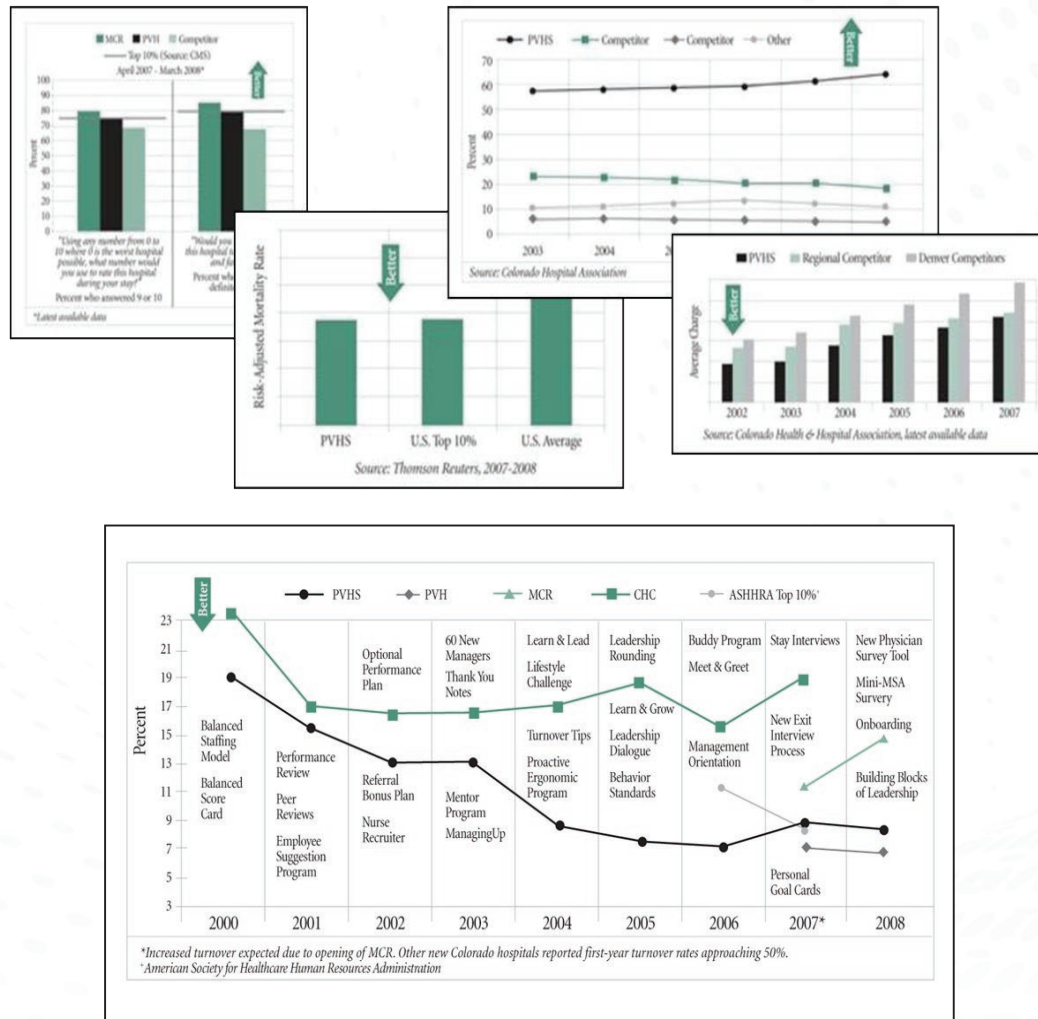 MCR PVH Competitor
Top 10% (Source: CMS)
April 2007 - March 2008*
Better
100
90
80
70
60
50
40
30
20
10
0
Percent
"Using any number from 0 to
10 where 0 is the worst hospital
possible, what number would
you use to rate this hospital
during your stay?"
Percent who answered 9 or 10
"Would you
this hospital to
and fa
Percent who
definite
*Latest available data
PVHS Competitor Competitor Other
Better
70
60
50
40
30
20
10
0
Percent
2003 2004
Source: Colorado Hospital Association
Risk-Adjusted Mortality Rate
Better
PVHS U.S. Top 10% U.S. Average
Source: Thomson Reuters, 2007-2008
PVHS Regional Competitor Denver Competitors
Better
Average Charge
2002 2003 2004 2005 2006 2007
Source: Colorado Health & Hospital Association, latest available data
Better
PVHS PVH MCR CHC ASHHRA Top 10%+
23
21
19
17
15
13
11
9
7
5
3
Percent
Balanced
Staffing
Model
Balanced
Score
Card
Performance
Review
Peer
Reviews
Employee
Suggestion
Program
Optional
Performance
Plan
Referral
Bonus Plan
Nurse
Recruiter
60 New
Managers
Thank You
Notes
Mentor
Program
ManagingUp
Learn & Lead
Lifestyle
Challenge
Turnover Tips
Proactive
Ergonomic
Program
Leadership
Rounding
Learn & Grow
Leadership
Dialogue
Behavior
Standards
Buddy Program
Meet & Greet
Management
Orientation
Stay Interviews
New Exit
Interview
Process
Personal
Goal Cards
New Physician
Survey Tool
Mini-MSA
Survery
Onboarding
Building Blocks
of Leadership
2000 2001 2002 2003 2004 2005 2006 2007* 2008
*Increased turnover expected due to opening of MCR. Other new Colorado hospitals reported first-year turnover rates approaching 50%.
+American Society for Healthcare Human Resources Administration